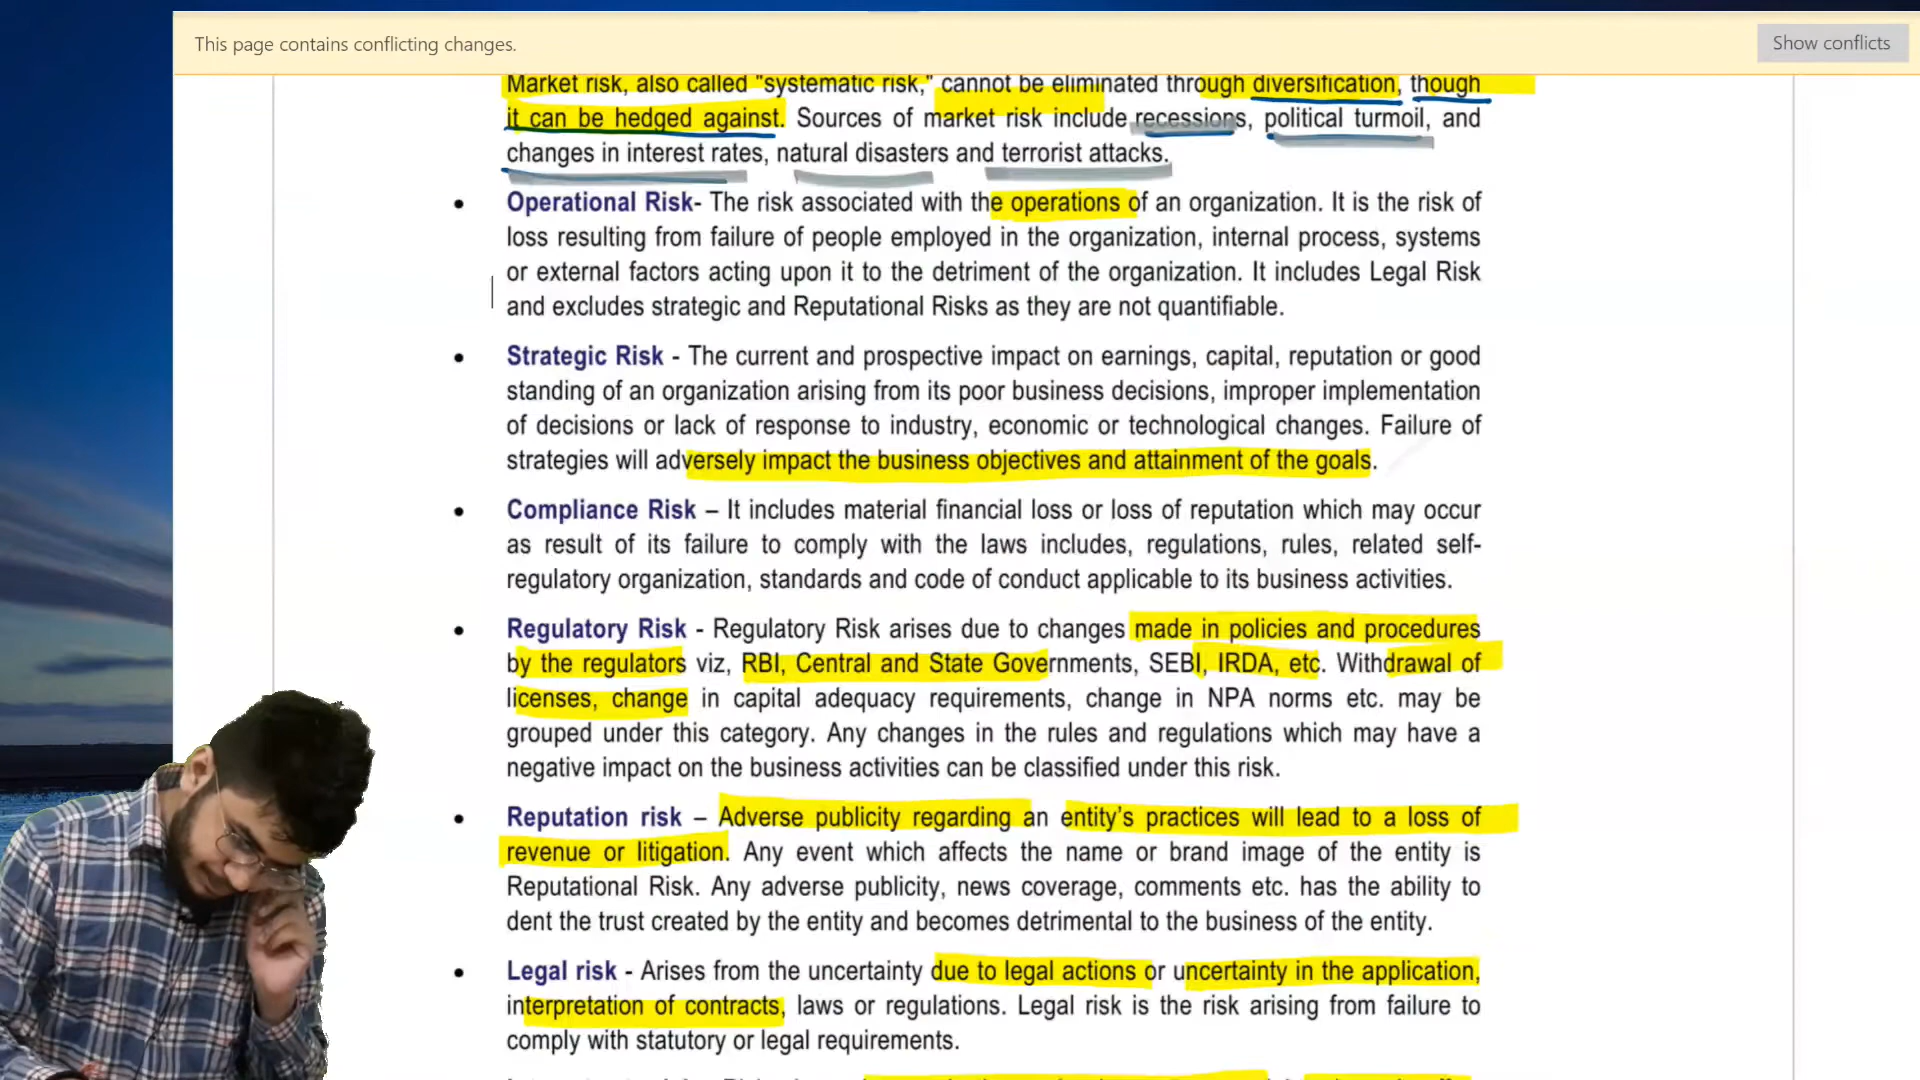 This page contains conflicting changes.
Show conflicts
Market risk, also called "systematic risk," cannot be eliminated through diversification, though
it can be hedged against. Sources of market risk include recessions, political turmoil, and
changes in interest rates, natural disasters and terrorist attacks.
• Operational Risk- The risk associated with the operations of an organization. It is the risk of
loss resulting from failure of people employed in the organization, internal process, systems
or external factors acting upon it to the detriment of the organization. It includes Legal Risk
and excludes strategic and Reputational Risks as they are not quantifiable.
• Strategic Risk - The current and prospective impact on earnings, capital, reputation or good
standing of an organization arising from its poor business decisions, improper implementation
of decisions or lack of response to industry, economic or technological changes. Failure of
strategies will adversely impact the business objectives and attainment of the goals.
• Compliance Risk – It includes material financial loss or loss of reputation which may occur
as result of its failure to comply with the laws includes, regulations, rules, related self-
regulatory organization, standards and code of conduct applicable to its business activities.
• Regulatory Risk - Regulatory Risk arises due to changes made in policies and procedures
by the regulators viz, RBI, Central and State Governments, SEBI, IRDA, etc. Withdrawal of
licenses, change in capital adequacy requirements, change in NPA norms etc. may be
grouped under this category. Any changes in the rules and regulations which may have a
negative impact on the business activities can be classified under this risk.
• Reputation risk – Adverse publicity regarding an entity's practices will lead to a loss of
revenue or litigation. Any event which affects the name or brand image of the entity is
Reputational Risk. Any adverse publicity, news coverage, comments etc. has the ability to
dent the trust created by the entity and becomes detrimental to the business of the entity.
• Legal risk - Arises from the uncertainty due to legal actions or uncertainty in the application,
interpretation of contracts, laws or regulations. Legal risk is the risk arising from failure to
comply with statutory or legal requirements.